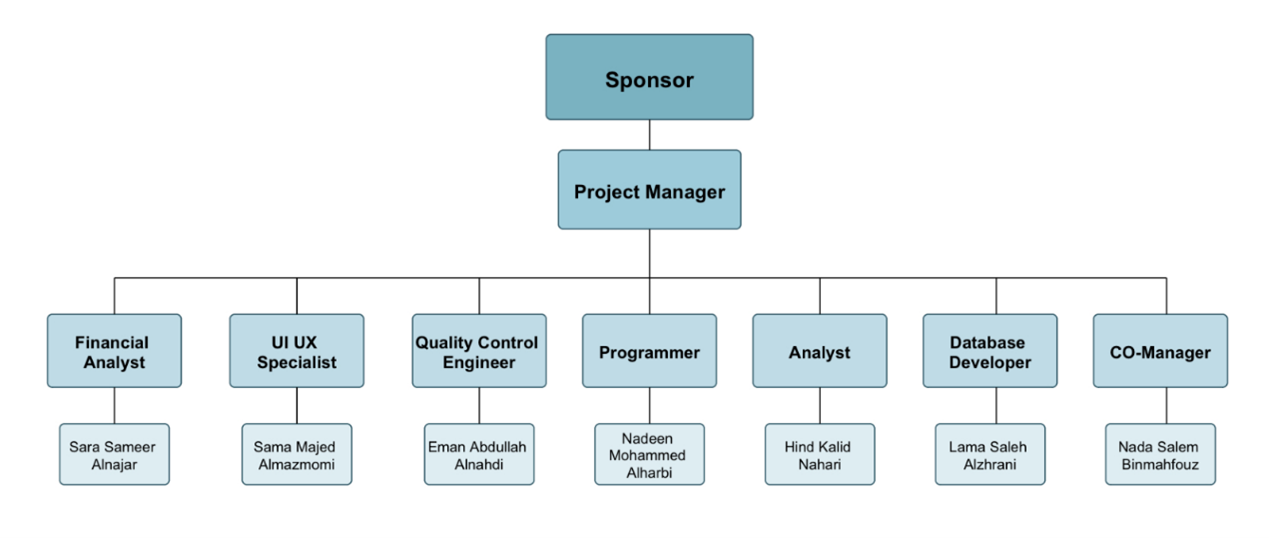 Sponsor
Project Manager
Financial
Analyst
UI UX
Specialist
Quality Control
Engineer
Programmer
Analyst
Database
Developer
CO-Manager
Sara Sameer
Alnajar
Sama Majed
Almazmomi
Eman Abdullah
Alnahdi
Nadeen
Mohammed
Alharbi
Hind Kalid
Nahari
Lama Saleh
Alzhrani
Nada Salem
Binmahfouz